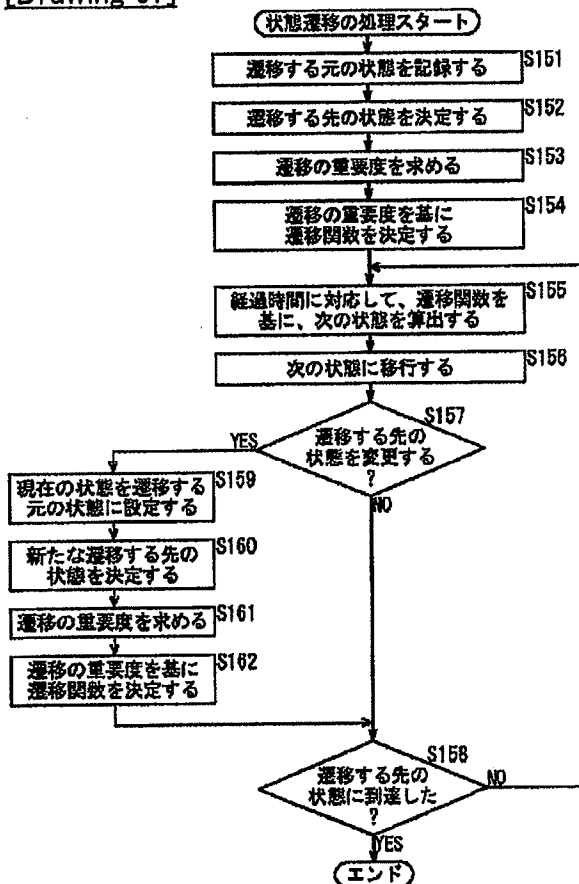 状態遷移の処理スタート
遷移する元の状態を記録する
S151
遷移する先の状態を決定する
S152
遷移の重要度を求める
S153
遷移の重要度を基に
遷移関数を決定する
S154
経過時間に対応して、遷移関数を
基に、次の状態を算出する
S155
次の状態に移行する
S156
S157
遷移する先の
状態を変更する
?
YES
NO
現在の状態を遷移する
元の状態に設定する
S159
新たな遷移する先の
状態を決定する
S160
遷移の重要度を求める
S161
遷移の重要度を基に
遷移関数を決定する
S162
S158
遷移する先の
状態に到達した
?
NO
YES
エンド